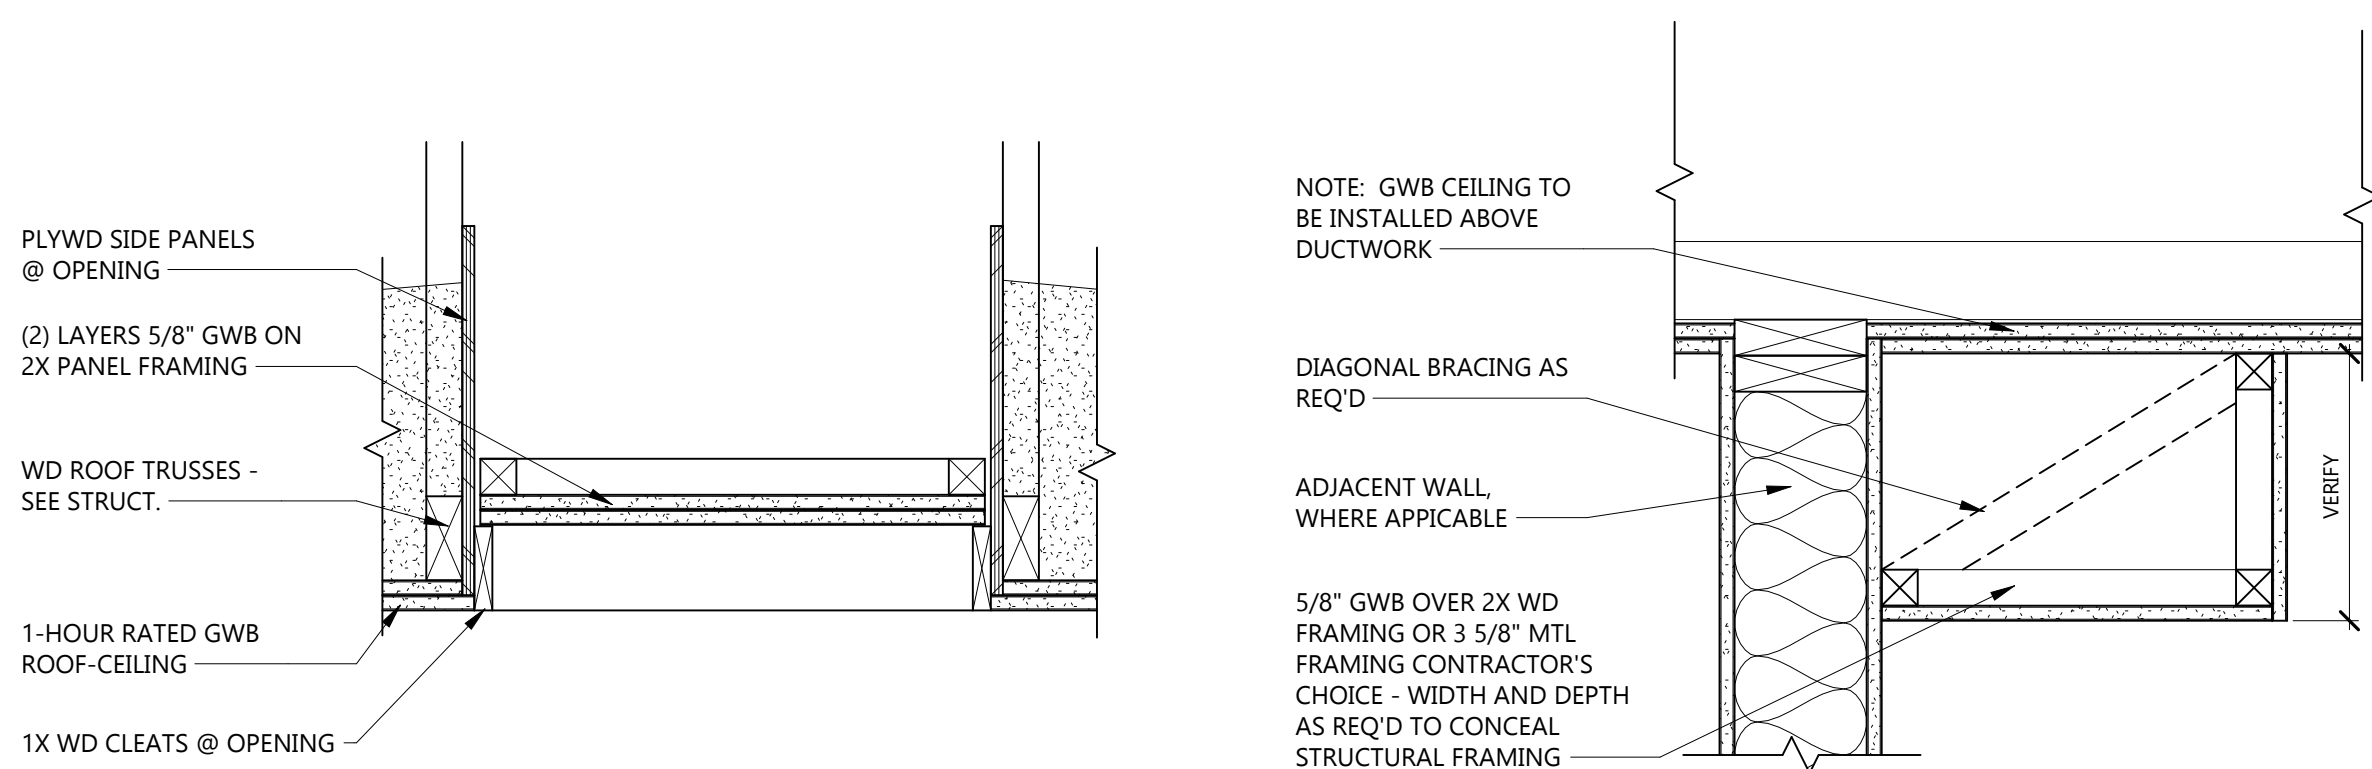 PLYWD SIDE PANELS
@ OPENING
(2) LAYERS 5/8" GWB ON
2X PANEL FRAMING
WD ROOF TRUSSES -
SEE STRUCT.
1-HOUR RATED GWB
ROOF-CEILING
1X WD CLEATS @ OPENING
NOTE: GWB CEILING TO
BE INSTALLED ABOVE
DUCTWORK
DIAGONAL BRACING AS
REQ'D
ADJACENT WALL,
WHERE APPICABLE
5/8" GWB OVER 2X WD
FRAMING OR 3 5/8" MTL
FRAMING CONTRACTOR'S
CHOICE - WIDTH AND DEPTH
AS REQ'D TO CONCEAL
STRUCTURAL FRAMING
VERIFY